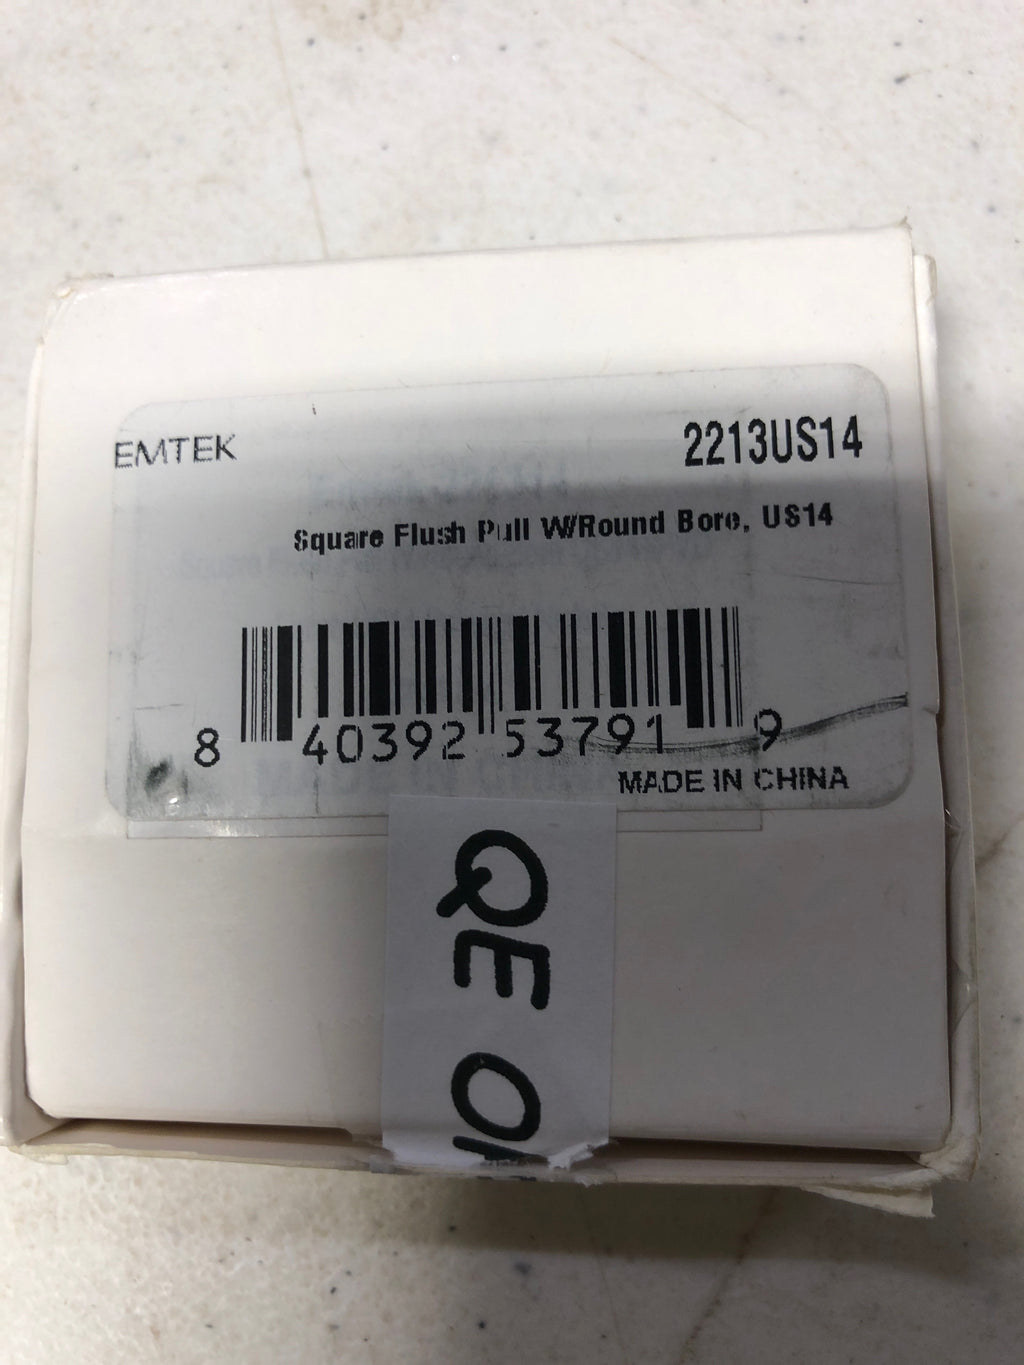 EMTEK
2213US14
Square Flush Pull W/Round Bore, US14
8 40392 53791 9
MADE IN CHINA
QE